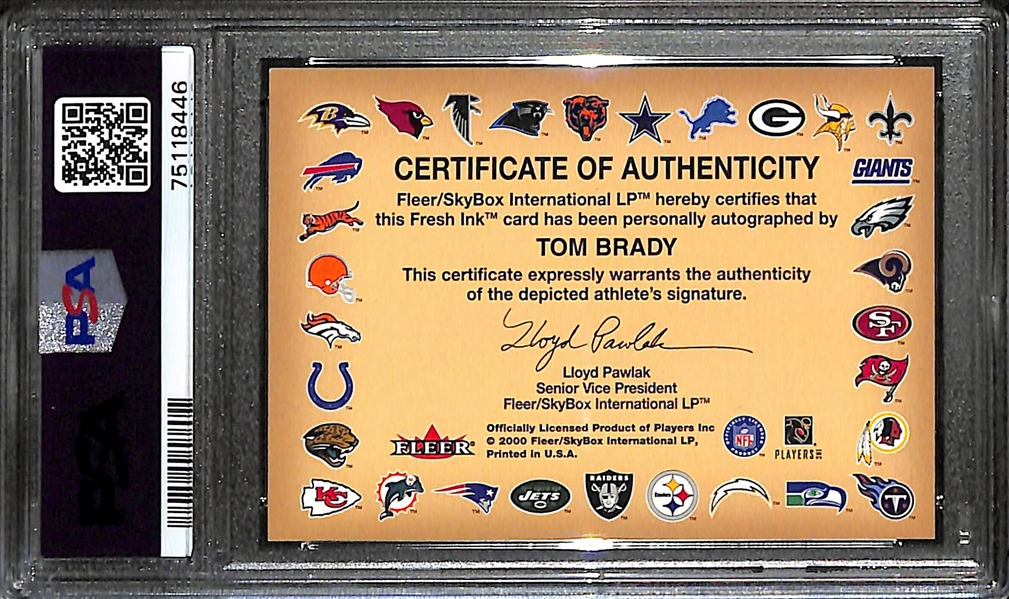 75118446
PSA
PSA
B
G
GIANTS
CERTIFICATE OF AUTHENTICITY
Fleer/SkyBox International LP™ hereby certifies that
this Fresh Ink™ card has been personally autographed by
TOM BRADY
This certificate expressly warrants the authenticity
of the depicted athlete's signature.
SF
Lloyd Pawlak
Lloyd Pawlak
Senior Vice President
Fleer/SkyBox International LP™
FLEER®
Officially Licensed Product of Players Inc
© 2000 Fleer/SkyBox International LP,
Printed in U.S.A.
NFL
PLAYERS INC
KC
JETS
RAIDERS
Steelers
T